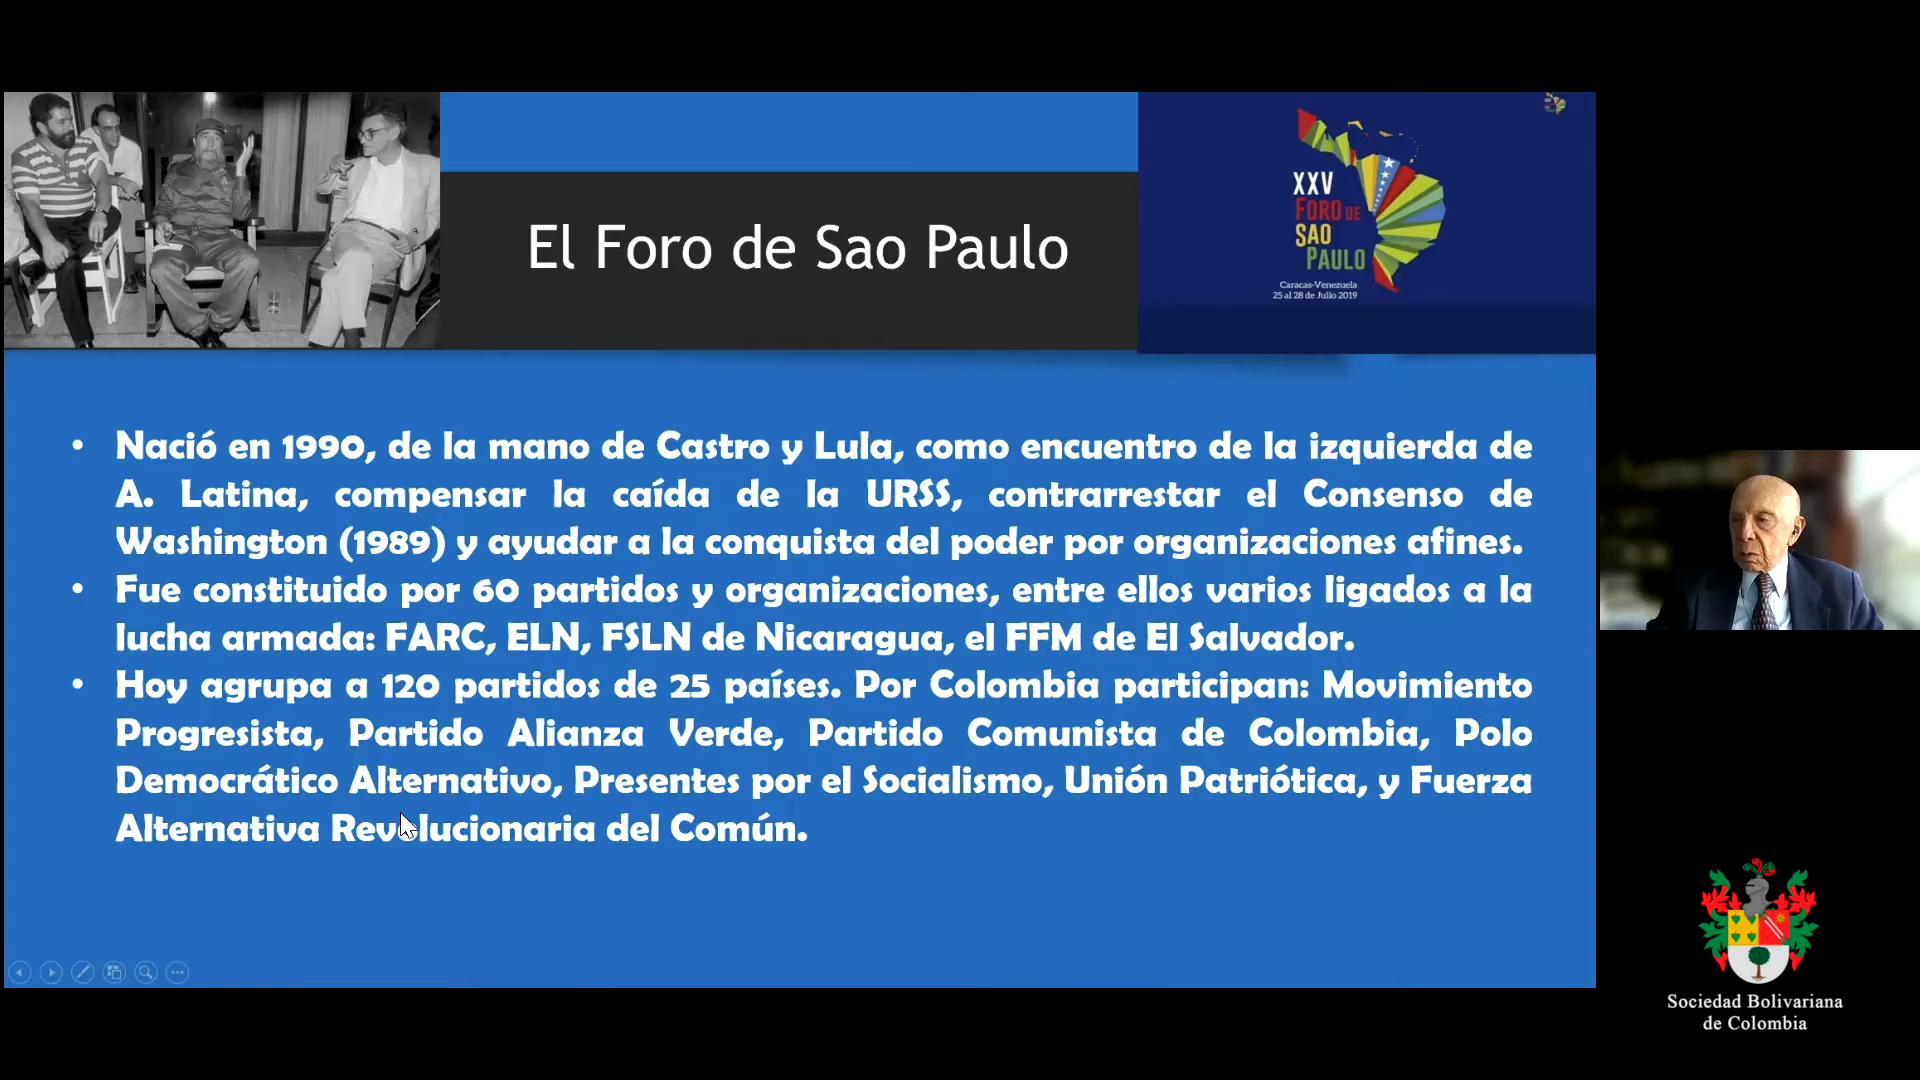 El Foro de Sao Paulo
XXV
FORO DE
SAO
PAULO
Caracas-Venezuela
25 al 28 de Julio 2019
• Nació en 1990, de la mano de Castro y Lula, como encuentro de la izquierda de
A. Latina, compensar la caída de la URSS, contrarrestar el Consenso de
Washington (1989) y ayudar a la conquista del poder por organizaciones afines.
• Fue constituido por 60 partidos y organizaciones, entre ellos varios ligados a la
lucha armada: FARC, ELN, FSLN de Nicaragua, el FFM de El Salvador.
• Hoy agrupa a 120 partidos de 25 países. Por Colombia participan: Movimiento
Progresista, Partido Alianza Verde, Partido Comunista de Colombia, Polo
Democrático Alternativo, Presentes por el Socialismo, Unión Patriótica, y Fuerza
Alternativa Revolucionaria del Común.
Sociedad Bolivariana
de Colombia